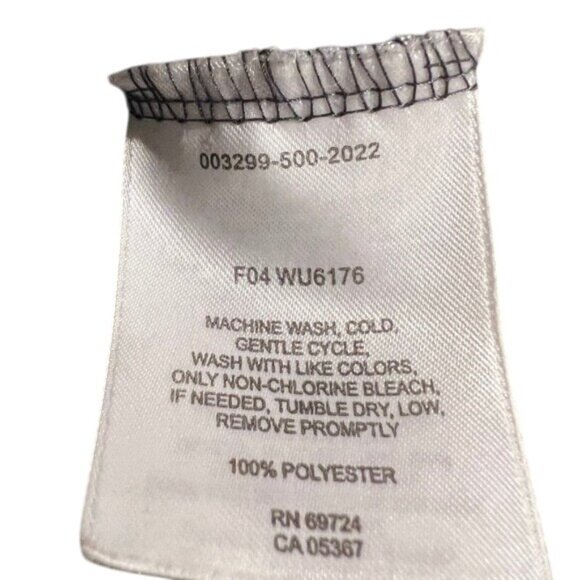 003299-500-2022
F04 WU6176
MACHINE WASH, COLD,
GENTLE CYCLE,
WASH WITH LIKE COLORS,
ONLY NON-CHLORINE BLEACH,
IF NEEDED, TUMBLE DRY, LOW,
REMOVE PROMPTLY
100% POLYESTER
RN 69724
CA 05367